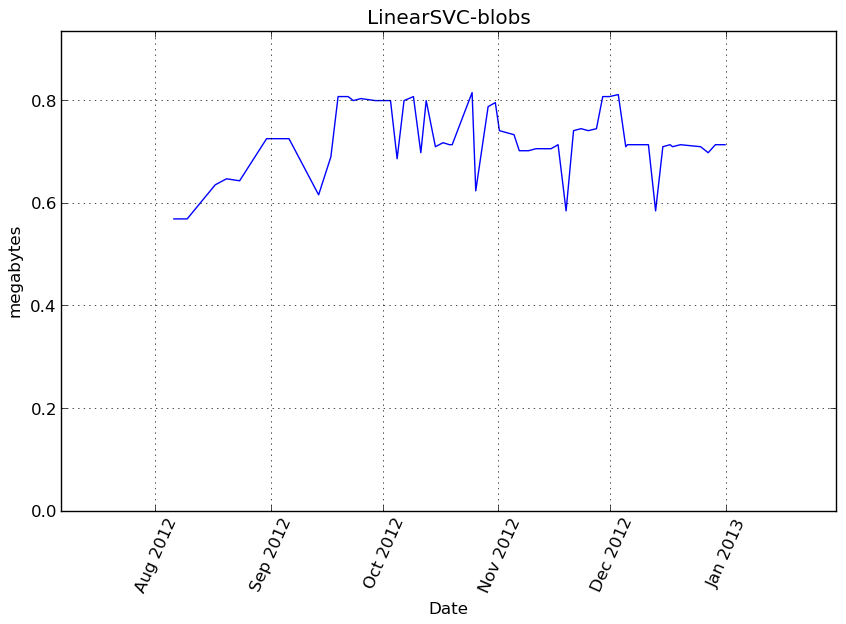 LinearSVC-blobs
megabytes
0.8
0.6
0.4
0.2
0.0
Aug 2012
Sep 2012
Oct 2012
Nov 2012
Dec 2012
Jan 2013
Date